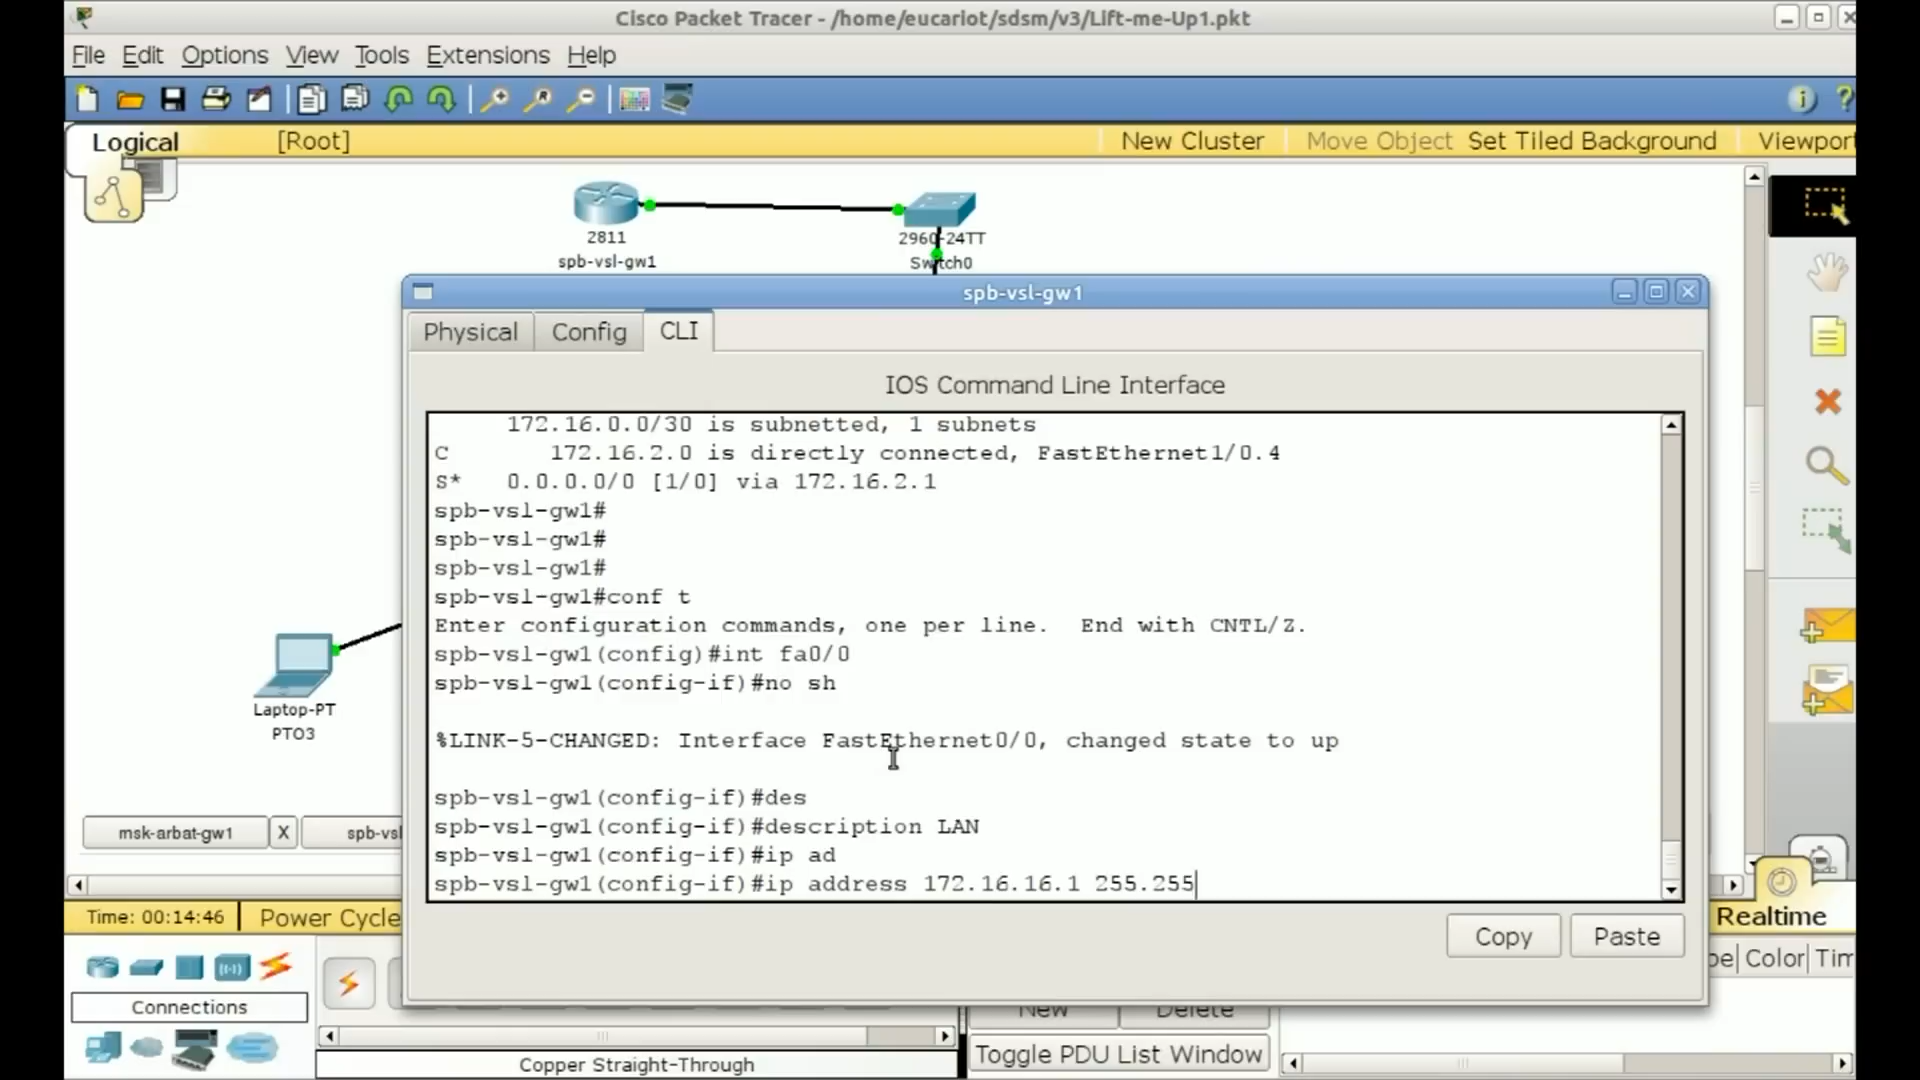 Cisco Packet Tracer - /home/eucariot/sdsm/v3/Lift-me-Up1.pkt
File Edit Options View Tools Extensions Help
Logical [Root] New Cluster Move Object Set Tiled Background Viewport
2811
spb-vsl-gw1
2960-24TT
Switch0
spb-vsl-gw1
Physical Config CLI
IOS Command Line Interface
172.16.0.0/30 is subnetted, 1 subnets
C 172.16.2.0 is directly connected, FastEthernet1/0.4
S* 0.0.0.0/0 [1/0] via 172.16.2.1
spb-vsl-gw1#
spb-vsl-gw1#
spb-vsl-gw1#
spb-vsl-gw1#conf t
Enter configuration commands, one per line. End with CNTL/Z.
spb-vsl-gw1(config)#int fa0/0
spb-vsl-gw1(config-if)#no sh
%LINK-5-CHANGED: Interface FastEthernet0/0, changed state to up
spb-vsl-gw1(config-if)#des
spb-vsl-gw1(config-if)#description LAN
spb-vsl-gw1(config-if)#ip ad
spb-vsl-gw1(config-if)#ip address 172.16.16.1 255.255
Copy Paste
Laptop-PT
PTO3
msk-arbat-gw1 X spb-vsl
Time: 00:14:46 Power Cycle
Realtime
Connections
Copper Straight-Through
New Delete
Toggle PDU List Window
pe Color Tim